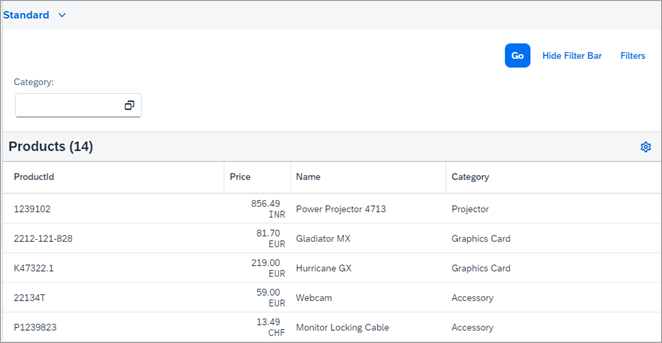 Standard
Go Hide Filter Bar Filters
Category:
Products (14)
ProductId Price Name Category
1239102 856.49 INR Power Projector 4713 Projector
2212-121-828 81.70 EUR Gladiator MX Graphics Card
K47322.1 219.00 EUR Hurricane GX Graphics Card
22134T 59.00 EUR Webcam Accessory
P1239823 13.49 CHF Monitor Locking Cable Accessory